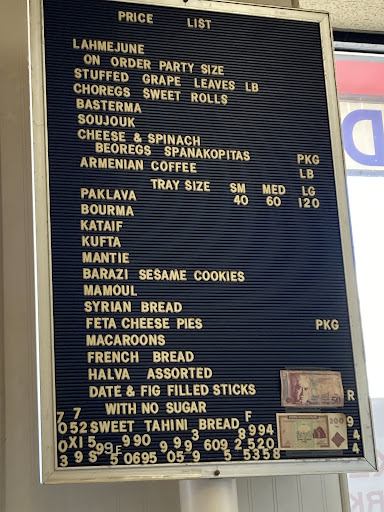 PRICE LIST
LAHMEJUNE
ON ORDER PARTY SIZE
STUFFED GRAPE LEAVES LB
CHOREGS SWEET ROLLS
BASTERMA
SOUJOUK
CHEESE & SPINACH
BEOREGS SPANAKOPITAS PKG
ARMENIAN COFFEE LB
TRAY SIZE SM MED LG
PAKLAVA 40 60 120
BOURMA
KATAIF
KUFTA
MANTIE
BARAZI SESAME COOKIES
MAMOUL
SYRIAN BREAD
FETA CHEESE PIES PKG
MACAROONS
FRENCH BREAD
HALVA ASSORTED
DATE & FIG FILLED STICKS
WITH NO SUGAR
SWEET TAHINI BREAD
100